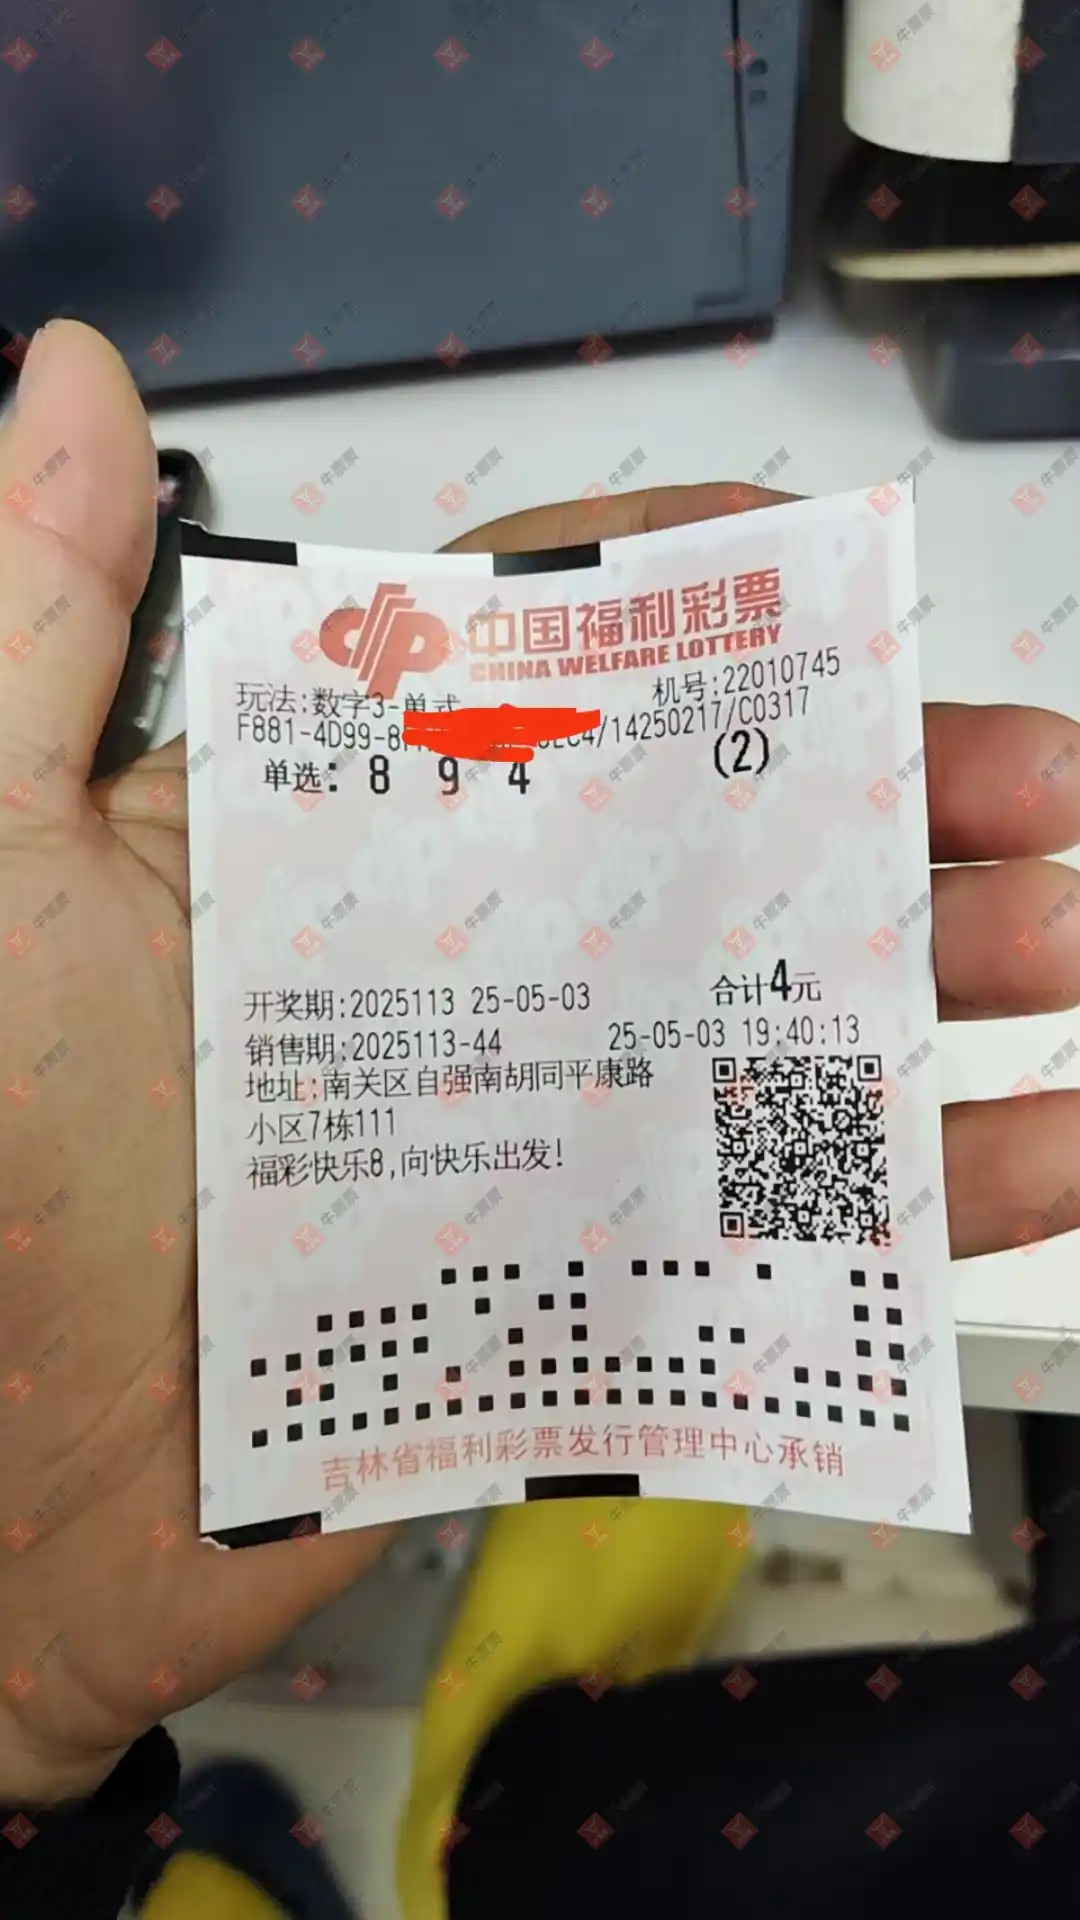 中国福利彩票
CHINA WELFARE LOTTERY
玩法:数字3-单式
机号:22010745
F881-4D99-8
C4/14250217/C0317
单选: 8 9 4 (2)
开奖期:2025113 25-05-03 合计4元
销售期:2025113-44 25-05-03 19:40:13
地址:南关区自强南胡同平康路
小区7栋111
福彩快乐8,向快乐出发!
吉林省福利彩票发行管理中心承销
牛票票